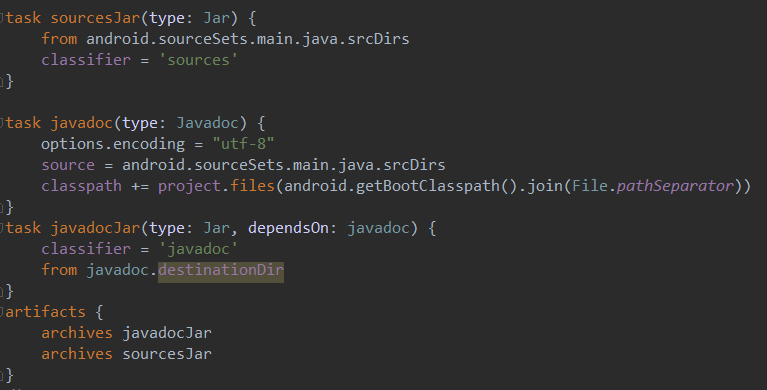 task sourcesJar(type: Jar) {
    from android.sourceSets.main.java.srcDirs
    classifier = 'sources'
}

task javadoc(type: Javadoc) {
    options.encoding = "utf-8"
    source = android.sourceSets.main.java.srcDirs
    classpath += project.files(android.getBootClasspath().join(File.pathSeparator))
}
task javadocJar(type: Jar, dependsOn: javadoc) {
    classifier = 'javadoc'
    from javadoc.destinationDir
}
artifacts {
    archives javadocJar
    archives sourcesJar
}